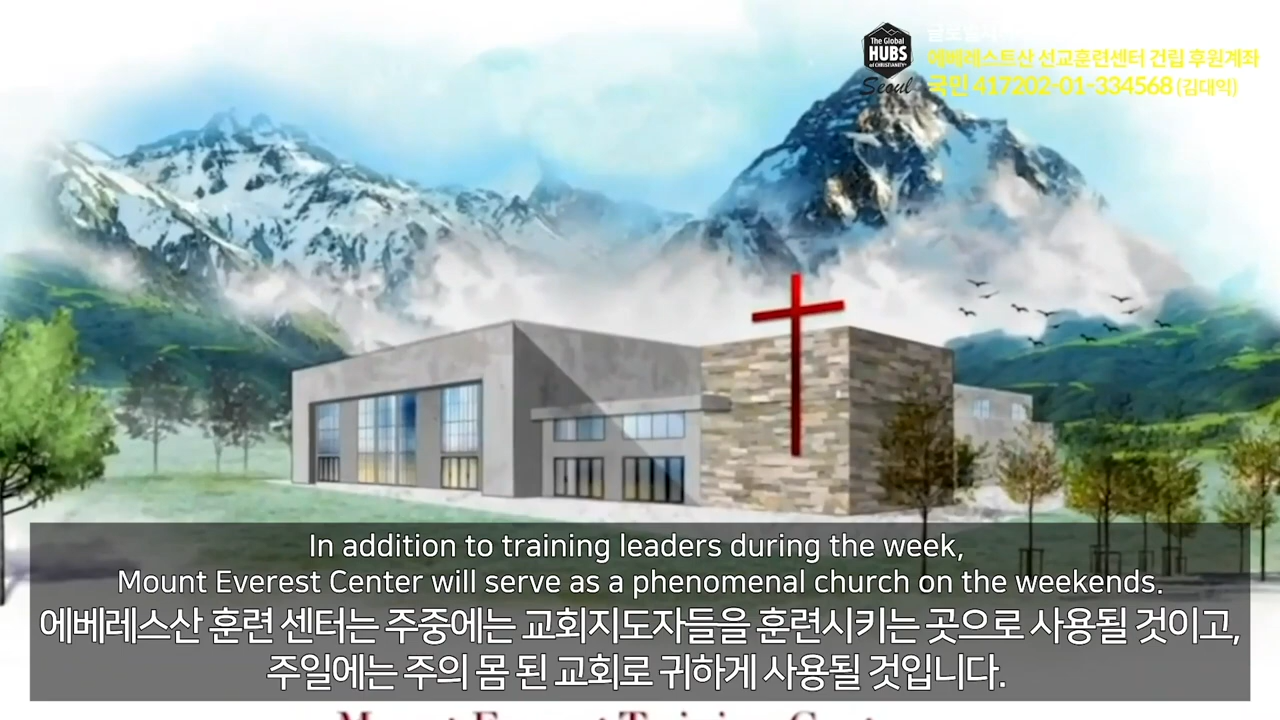 The Global
HUBS
of CHRISTIANITY
Seoul
에베레스트산 선교훈련센터 건립 후원계좌
국민 417202-01-334568 (김대억)
In addition to training leaders during the week,
Mount Everest Center will serve as a phenomenal church on the weekends.
에베레스산 훈련 센터는 주중에는 교회지도자들을 훈련시키는 곳으로 사용될 것이고,
주일에는 주의 몸 된 교회로 귀하게 사용될 것입니다.
Mount Everest Training Center